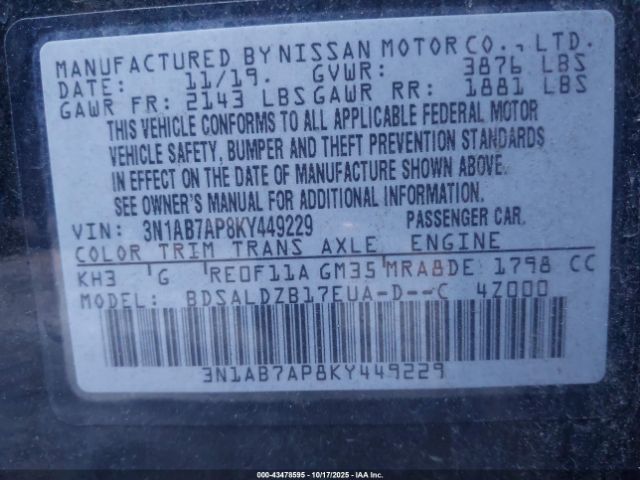 MANUFACTURED BY NISSAN MOTOR CO., LTD.
DATE: 11/19. GVWR: 3876 LBS
GAWR FR: 2143 LBS GAWR RR: 1881 LBS
THIS VEHICLE CONFORMS TO ALL APPLICABLE FEDERAL MOTOR
VEHICLE SAFETY, BUMPER AND THEFT PREVENTION STANDARDS
IN EFFECT ON THE DATE OF MANUFACTURE SHOWN ABOVE.
SEE OWNER'S MANUAL FOR ADDITIONAL INFORMATION.
VIN: 3N1AB7AP8KY449229 PASSENGER CAR.
COLOR TRIM TRANS AXLE ENGINE
KH3 G RE0F11A GM35 MRA8DE 1798 CC
MODEL: BDSALDZB17EUA-D--C 4Z000
3N1AB7AP8KY449229
000-43478595 - 10/17/2025 - IAA Inc.